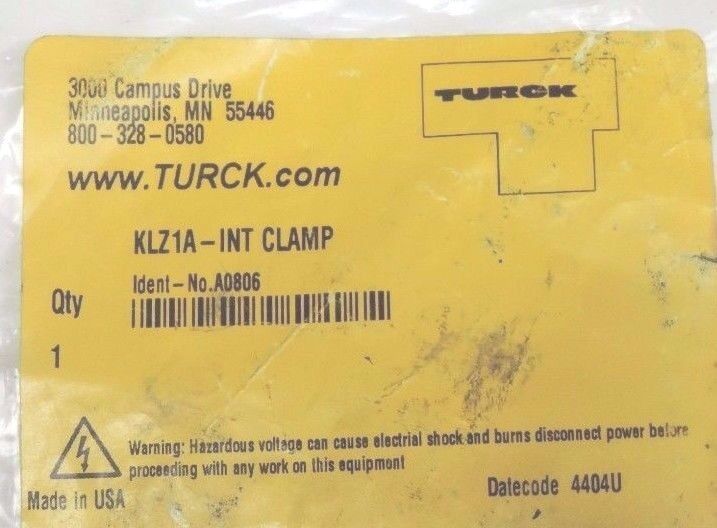 3000 Campus Drive
Minneapolis, MN 55446
800-328-0580
www.TURCK.com
TURCK
KLZ1A-INT CLAMP
Ident-No.A0806
Qty
1
Warning: Hazardous voltage can cause electrial shock and burns disconnect power before
proceeding with any work on this equipment
Made in USA
Datecode 4404U